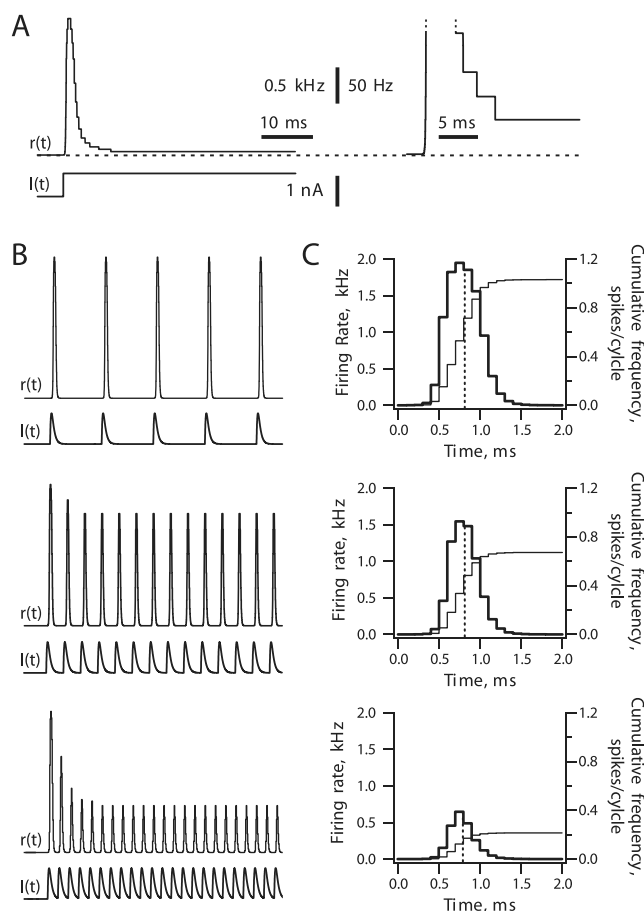 A
0.5 kHz
50 Hz
10 ms
5 ms
r(t)
I(t)
1 nA
B
r(t)
I(t)
r(t)
I(t)
r(t)
I(t)
C
2.0
1.5
1.0
0.5
0.0
Firing Rate, kHz
1.2
0.8
0.4
0.0
Cumulative frequency,
spikes/cylcle
0.0 0.5 1.0 1.5 2.0
Time, ms
2.0
1.5
1.0
0.5
0.0
Firing rate, kHz
1.2
0.8
0.4
0.0
Cumulative frequency,
spikes/cylcle
0.0 0.5 1.0 1.5 2.0
Time, ms
2.0
1.5
1.0
0.5
0.0
Firing rate, kHz
1.2
0.8
0.4
0.0
Cumulative frequency,
spikes/cylcle
0.0 0.5 1.0 1.5 2.0
Time, ms